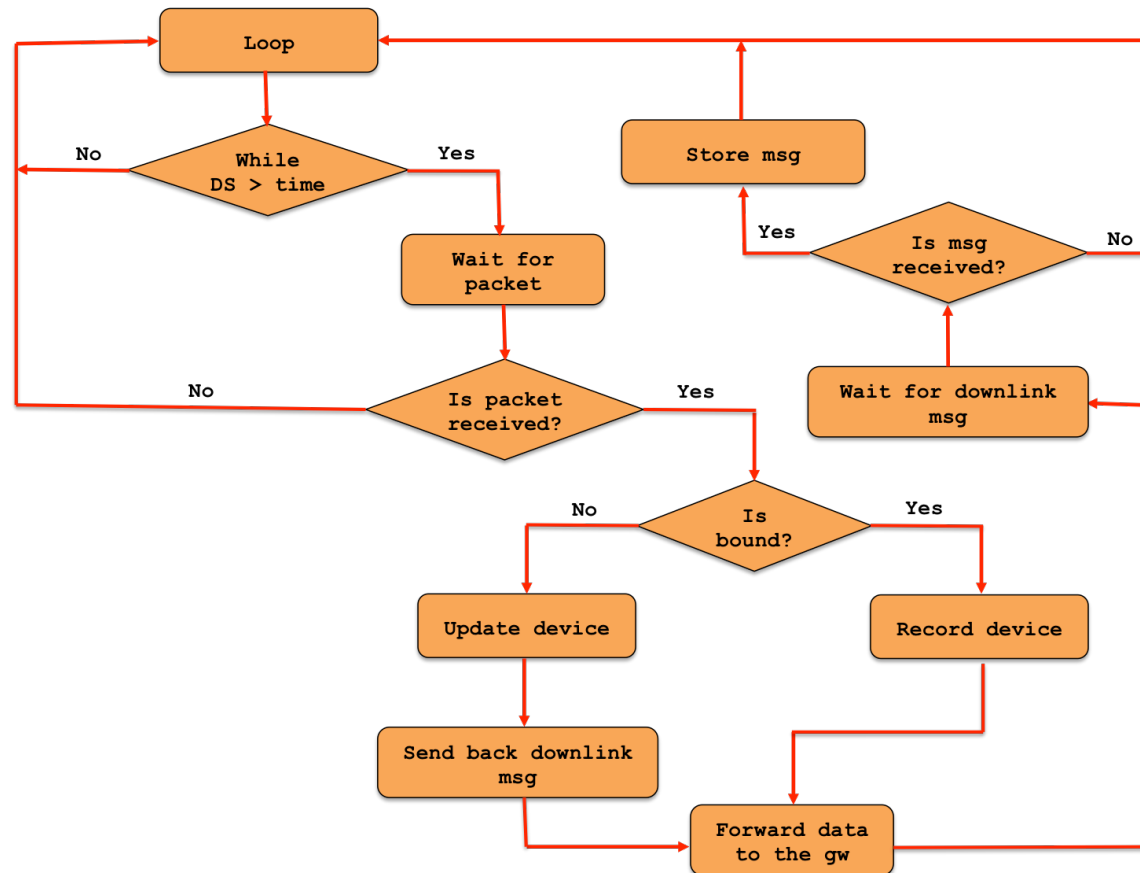 Loop
No
While
DS > time
Yes
Store msg
Wait for
packet
Yes
Is msg
received?
No
No
Is packet
received?
Yes
Wait for downlink
msg
No
Is
bound?
Yes
Update device
Record device
Send back downlink
msg
Forward data
to the gw